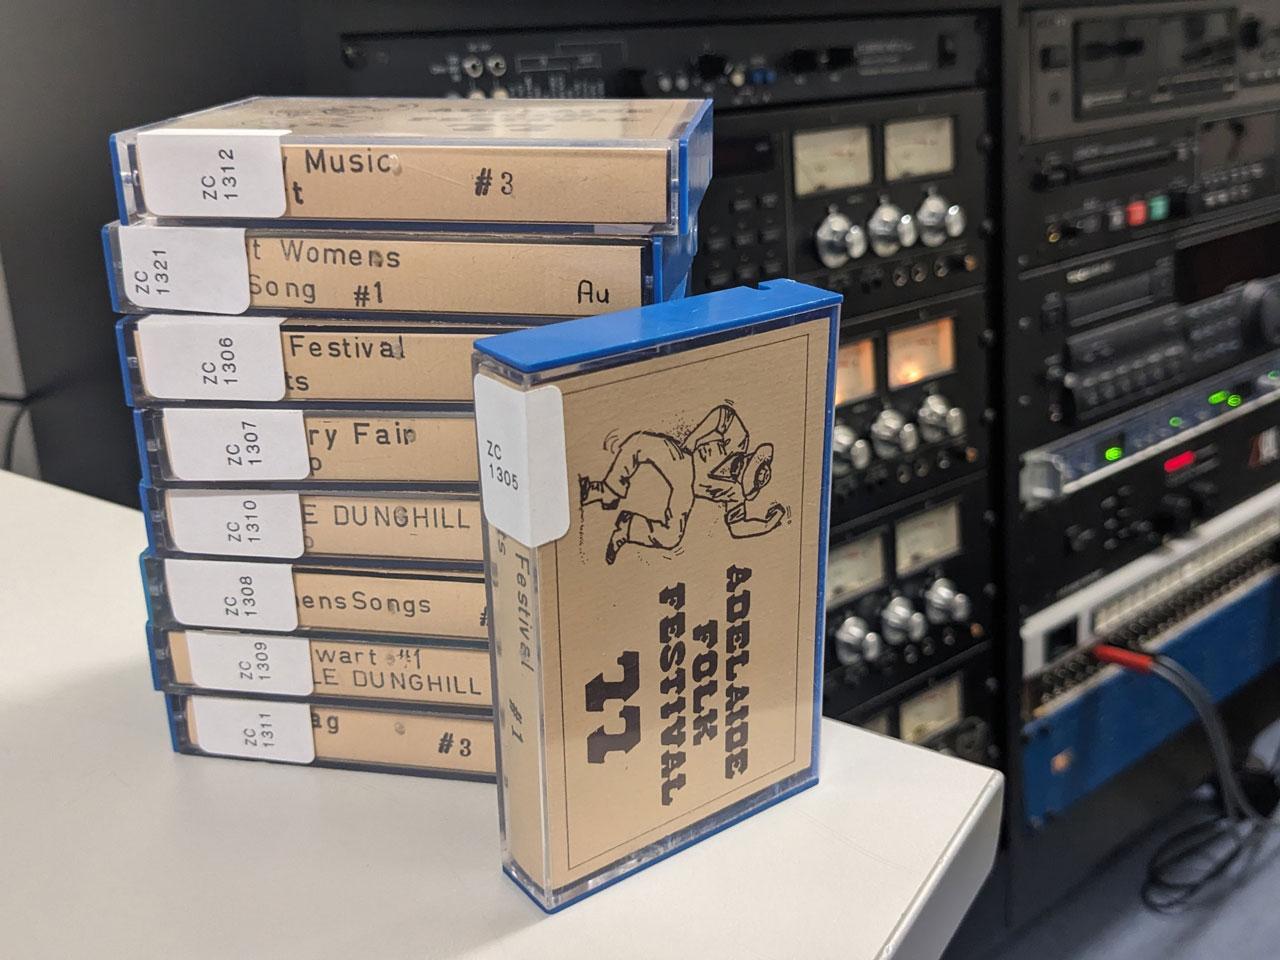 ZC
1312
Music
t
#3
ZC
1321
t Womens
Song #1
Au
ZC
1306
Festival
ts
ZC
1307
ry Fair
p
ZC
1310
E DUNGHILL
ZC
1308
ensSongs
#
ZC
1309
wart #1
LE DUNGHILL
ZC
1311
ag
#3
ZC
1305
Festival #1
ts
ADELAIDE
FOLK
FESTIVAL
77